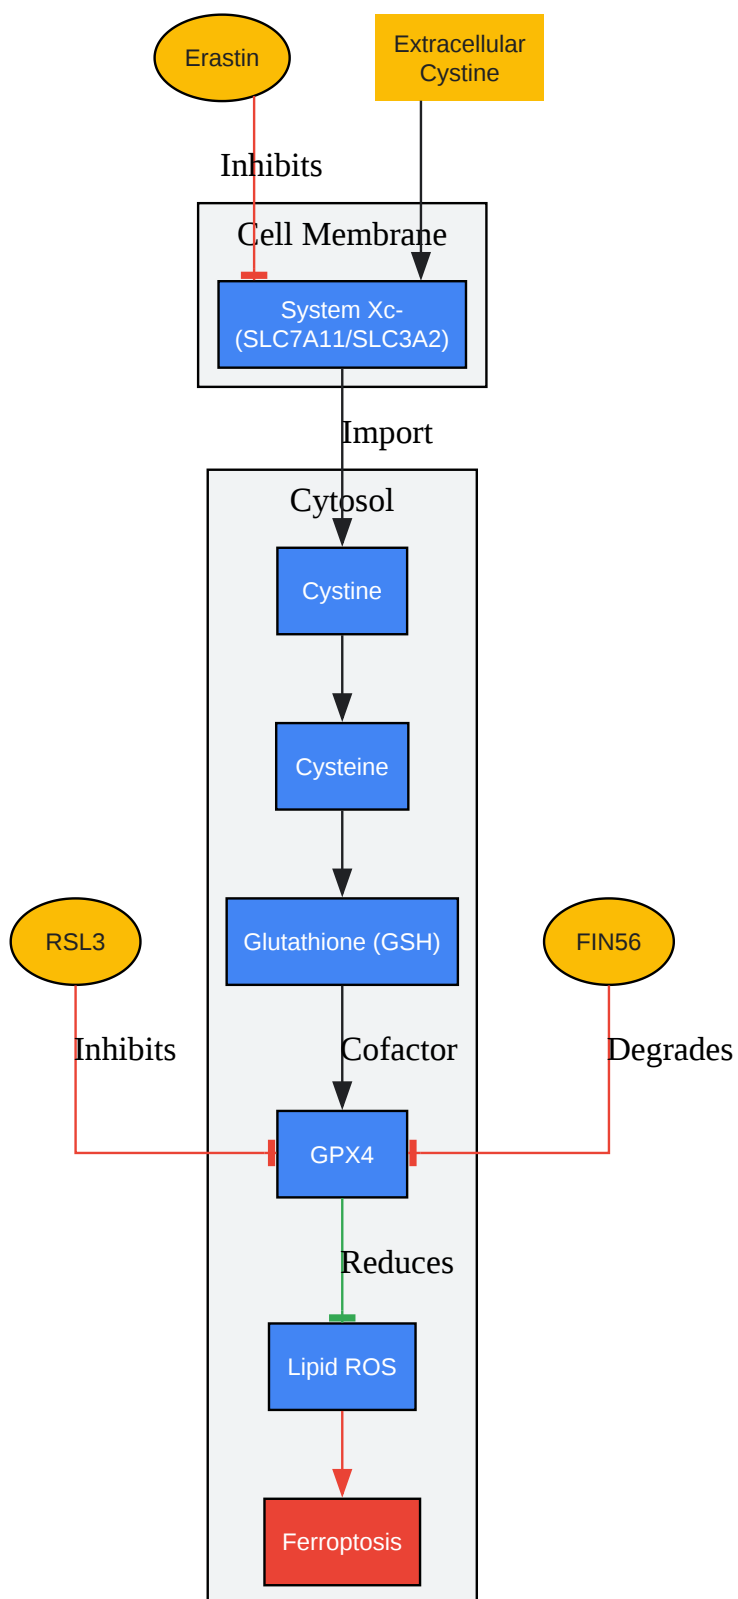 Erastin
Extracellular
Cystine
Inhibits
Cell Membrane
System Xc-
(SLC7A11/SLC3A2)
Import
Cytosol
Cystine
Cysteine
RSL3
Glutathione (GSH)
FIN56
Inhibits
Cofactor
Degrades
GPX4
Reduces
Lipid ROS
Ferroptosis